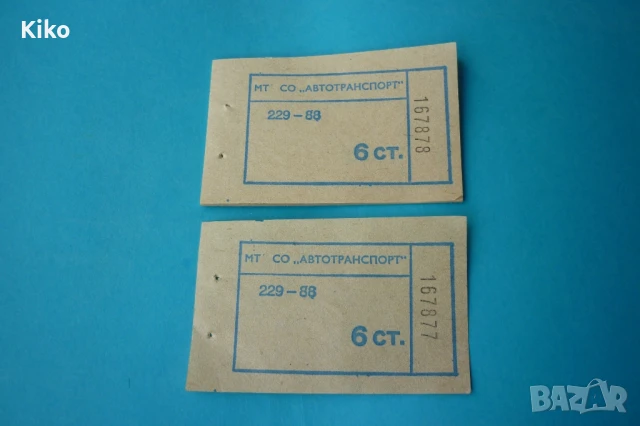 Kiko
МТ СО „АВТОТРАНСПОРТ"
229-88
6 ст.
167878
МТ СО „АВТОТРАНСПОРТ"
229-88
6 ст.
167877
BAZAR